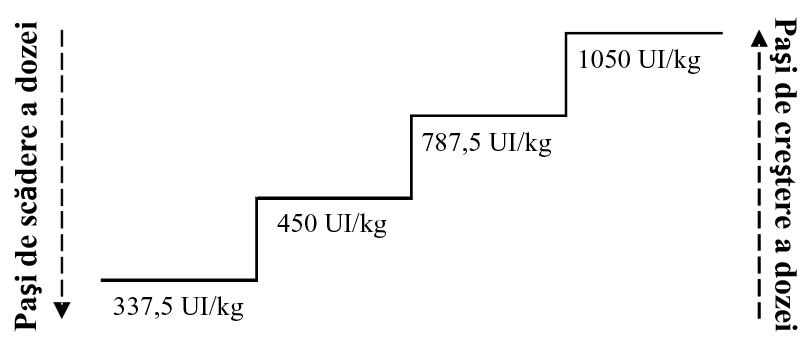 Paşi de scădere a dozei
1050 UI/kg
787,5 UI/kg
450 UI/kg
337,5 UI/kg
Paşi de creştere a dozei